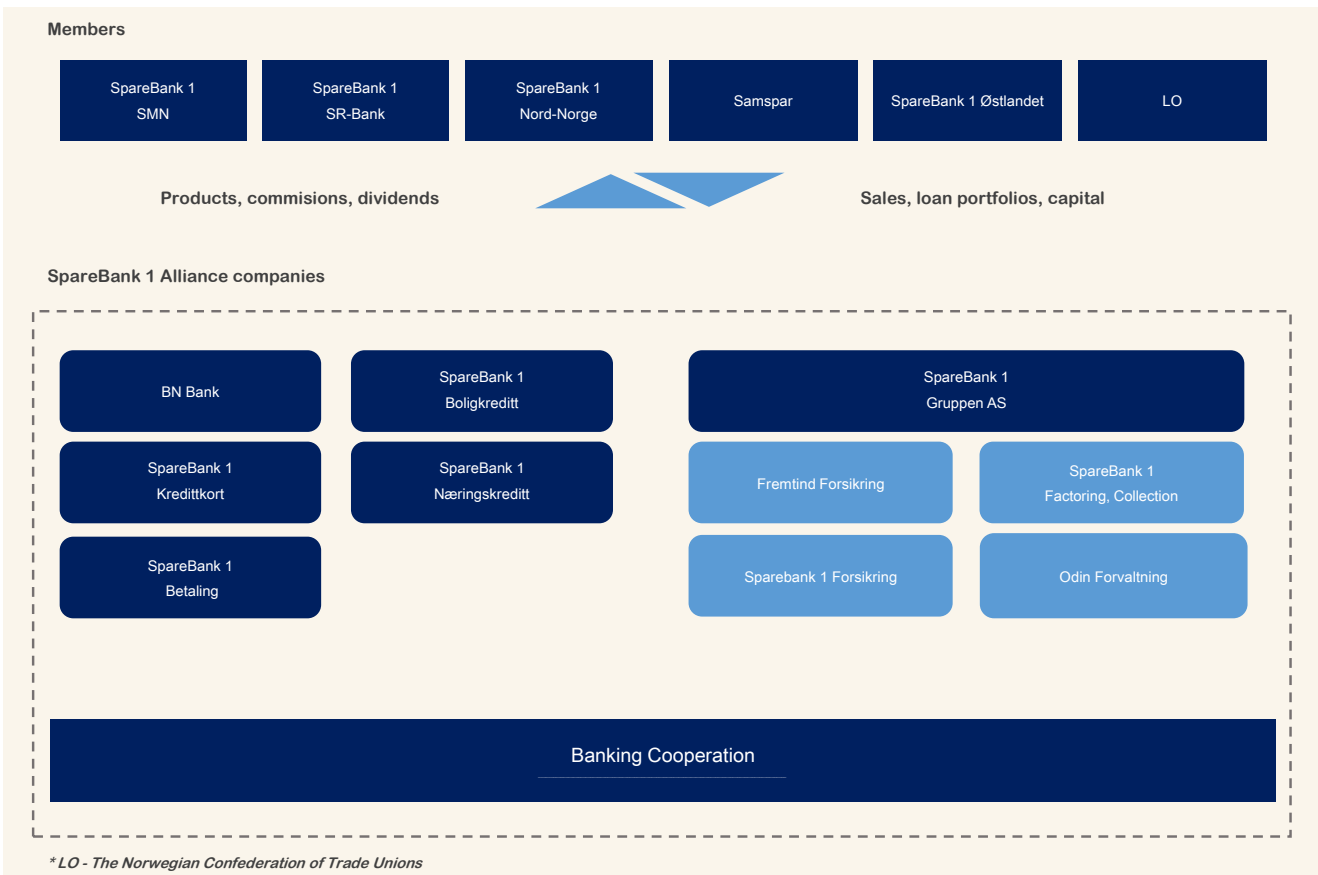 Members
SpareBank 1
SMN
SpareBank 1
SR-Bank
SpareBank 1
Nord-Norge
Samspar
SpareBank 1 Østlandet
LO
Products, commisions, dividends
Sales, loan portfolios, capital
SpareBank 1 Alliance companies
BN Bank
SpareBank 1
Boligkreditt
SpareBank 1
Gruppen AS
SpareBank 1
Kredittkort
SpareBank 1
Næringskreditt
Fremtind Forsikring
SpareBank 1
Factoring, Collection
SpareBank 1
Betaling
Sparebank 1 Forsikring
Odin Forvaltning
Banking Cooperation
* LO - The Norwegian Confederation of Trade Unions